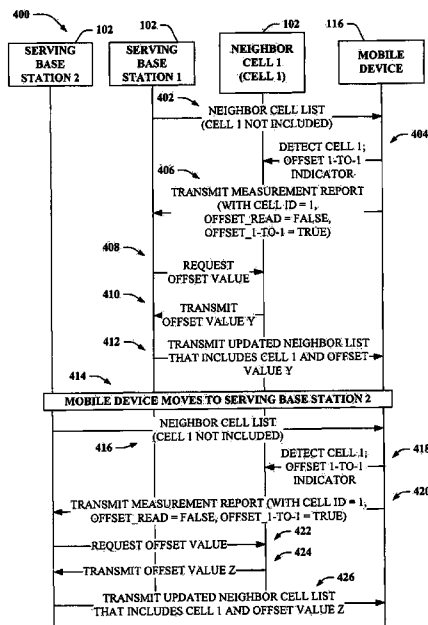 400
102
102
102
116
SERVING
BASE
STATION 2
SERVING
BASE
STATION 1
NEIGHBOR
CELL 1
(CELL 1)
MOBILE
DEVICE
402
NEIGHBOR CELL LIST
(CELL 1 NOT INCLUDED)
404
DETECT CELL 1;
OFFSET 1-TO-1
INDICATOR
406
TRANSMIT MEASUREMENT REPORT
(WITH CELL ID = 1,
OFFSET_READ = FALSE,
OFFSET_1-TO-1 = TRUE)
408
REQUEST
OFFSET VALUE
410
TRANSMIT
OFFSET VALUE Y
412
TRANSMIT UPDATED NEIGHBOR LIST
THAT INCLUDES CELL 1 AND OFFSET
VALUE Y
414
MOBILE DEVICE MOVES TO SERVING BASE STATION 2
NEIGHBOR CELL LIST
(CELL 1 NOT INCLUDED)
416
DETECT CELL 1;
OFFSET 1-TO-1
INDICATOR
418
420
TRANSMIT MEASUREMENT REPORT (WITH CELL ID = 1;
OFFSET_READ = FALSE, OFFSET_1-TO-1 = TRUE)
422
REQUEST OFFSET VALUE
424
TRANSMIT OFFSET VALUE Z
426
TRANSMIT UPDATED NEIGHBOR CELL LIST
THAT INCLUDES CELL 1 AND OFFSET VALUE Z